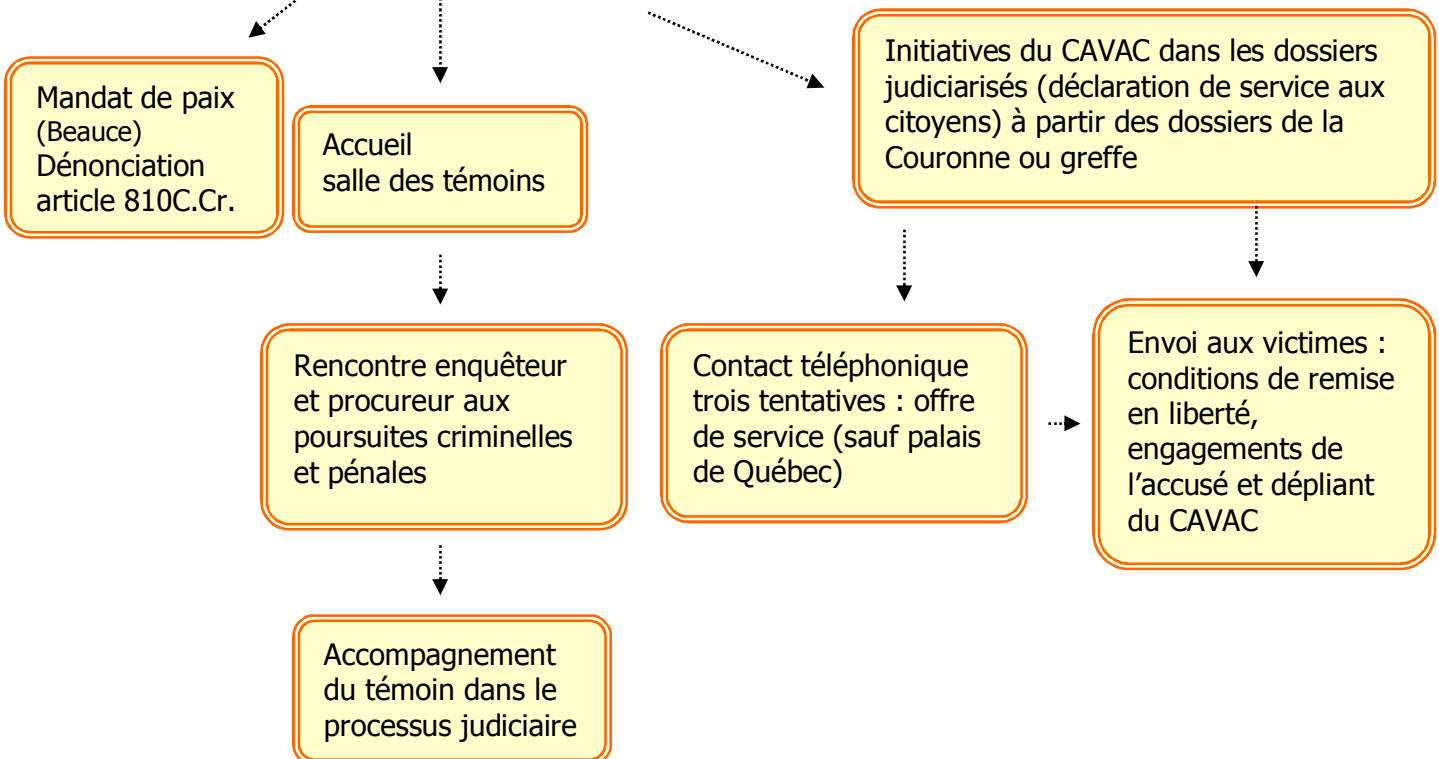 Mandat de paix
(Beauce)
Dénonciation
article 810C.Cr.
Accueil
salle des témoins
Initiatives du CAVAC dans les dossiers
judiciarisés (déclaration de service aux
citoyens) à partir des dossiers de la
Couronne ou greffe
Rencontre enquêteur
et procureur aux
poursuites criminelles
et pénales
Contact téléphonique
trois tentatives : offre
de service (sauf palais
de Québec)
Envoi aux victimes :
conditions de remise
en liberté,
engagements de
l’accusé et dépliant
du CAVAC
Accompagnement
du témoin dans le
processus judiciaire